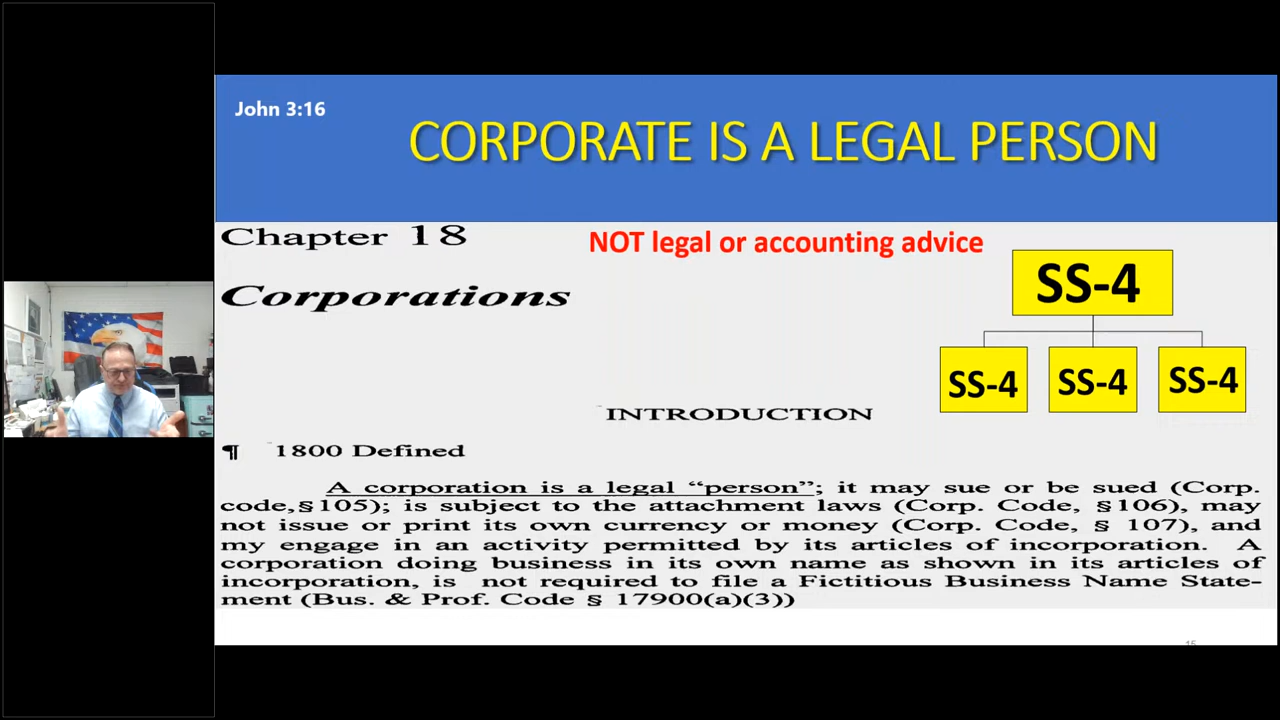 John 3:16
CORPORATE IS A LEGAL PERSON
Chapter 18
NOT legal or accounting advice
SS-4
SS-4 SS-4 SS-4
Corporations
INTRODUCTION
¶ 1800 Defined
A corporation is a legal “person”; it may sue or be sued (Corp.
code,§105); is subject to the attachment laws (Corp. Code, §106), may
not issue or print its own currency or money (Corp. Code, § 107), and
my engage in an activity permitted by its articles of incorporation. A
corporation doing business in its own name as shown in its articles of
incorporation, is not required to file a Fictitious Business Name State-
ment (Bus. & Prof. Code § 17900(a)(3))
15